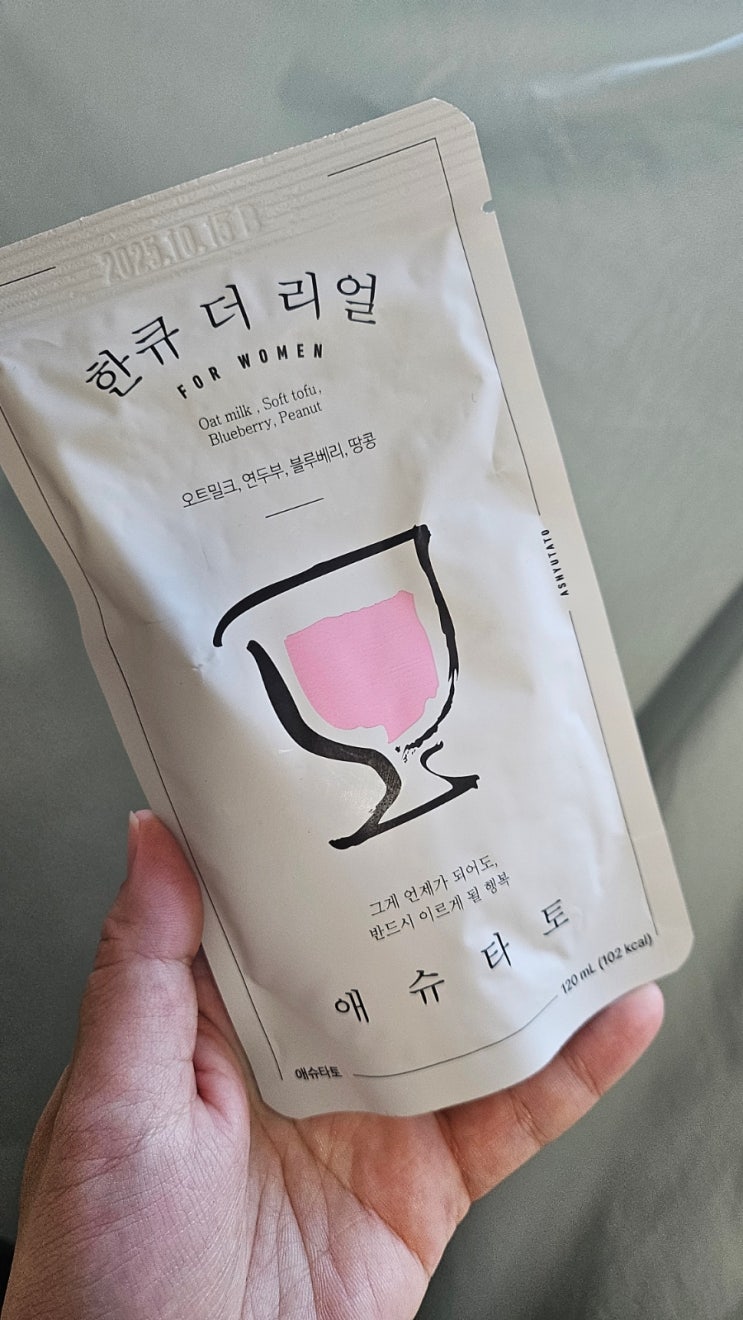 2025.10.15
한큐 더 리얼
FOR WOMEN
Oat milk , Soft tofu,
Blueberry, Peanut
오트밀크, 연두부, 블루베리, 땅콩
ASHYUTATO
그게 언제가 되어도,
반드시 이르게 될 행복
애슈타토
120 mL (102 kcal)
애슈타토